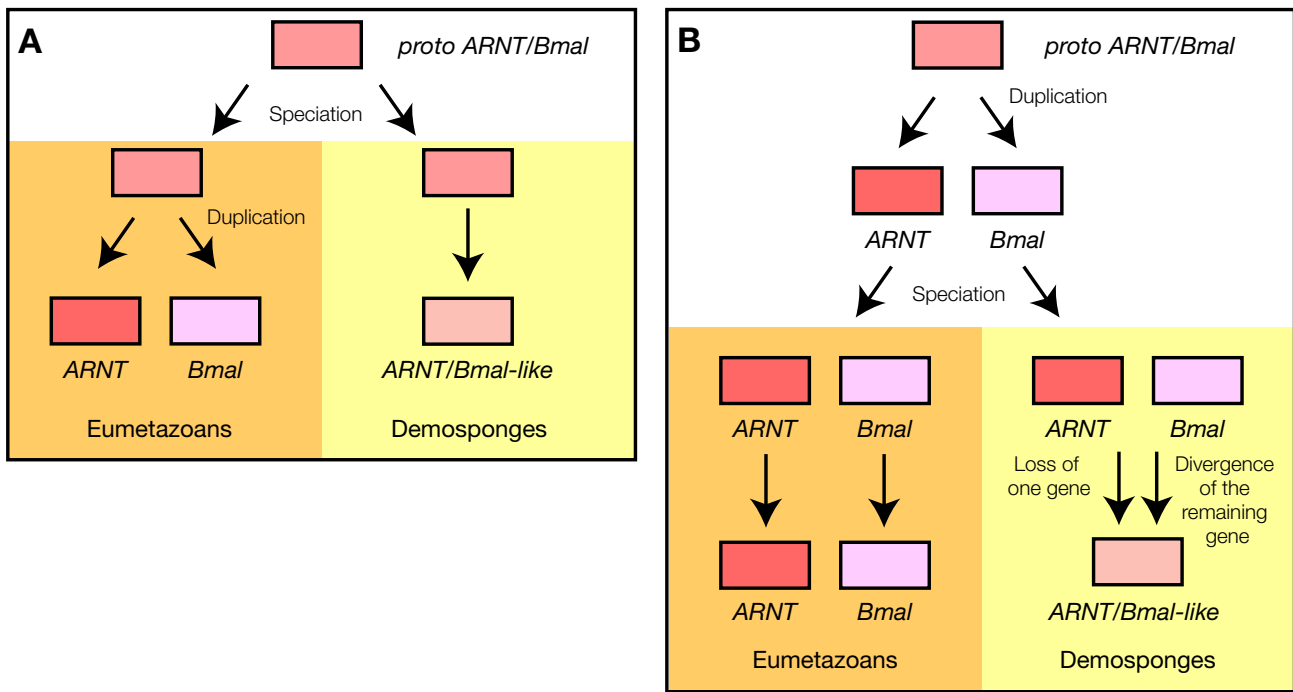 A
proto ARNT/Bmal
Speciation
Duplication
ARNT
Bmal
ARNT/Bmal-like
Eumetazoans
Demosponges
B
proto ARNT/Bmal
Duplication
ARNT
Bmal
Speciation
ARNT
Bmal
ARNT
Bmal
Loss of
one gene
Divergence
of the
remaining
gene
ARNT
Bmal
ARNT/Bmal-like
Eumetazoans
Demosponges